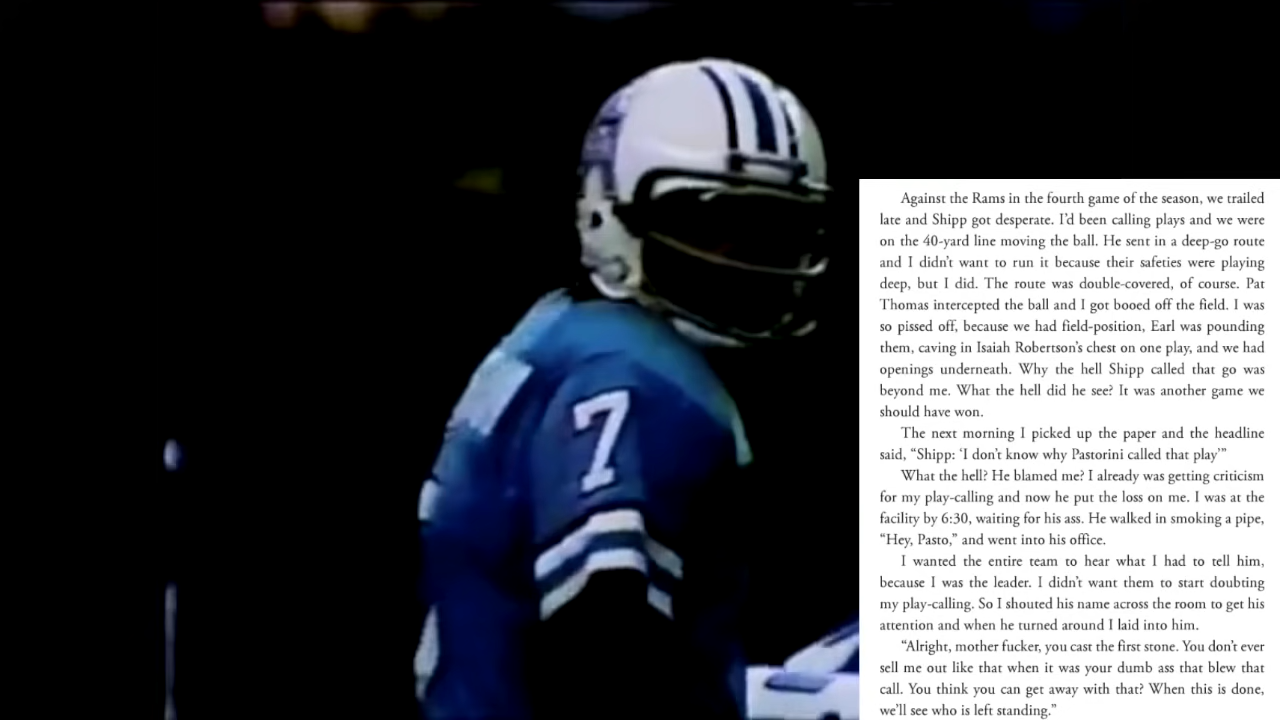 7
Against the Rams in the fourth game of the season, we trailed
late and Shipp got desperate. I'd been calling plays and we were
on the 40-yard line moving the ball. He sent in a deep-go route
and I didn't want to run it because their safeties were playing
deep, but I did. The route was double-covered, of course. Pat
Thomas intercepted the ball and I got booed off the field. I was
so pissed off, because we had field-position, Earl was pounding
them, caving in Isaiah Robertson's chest on one play, and we had
openings underneath. Why the hell Shipp called that go was
beyond me. What the hell did he see? It was another game we
should have won.
The next morning I picked up the paper and the headline
said, “Shipp: ‘I don't know why Pastorini called that play’”
What the hell? He blamed me? I already was getting criticism
for my play-calling and now he put the loss on me. I was at the
facility by 6:30, waiting for his ass. He walked in smoking a pipe,
“Hey, Pasto,” and went into his office.
I wanted the entire team to hear what I had to tell him,
because I was the leader. I didn't want them to start doubting
my play-calling. So I shouted his name across the room to get his
attention and when he turned around I laid into him.
“Alright, mother fucker, you cast the first stone. You don't ever
sell me out like that when it was your dumb ass that blew that
call. You think you can get away with that? When this is done,
we'll see who is left standing.”